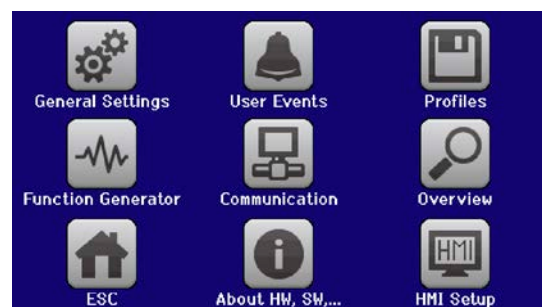 General Settings
User Events
Profiles
Function Generator
Communication
Overview
HMI
ESC
About HW, SW,...
HMI Setup